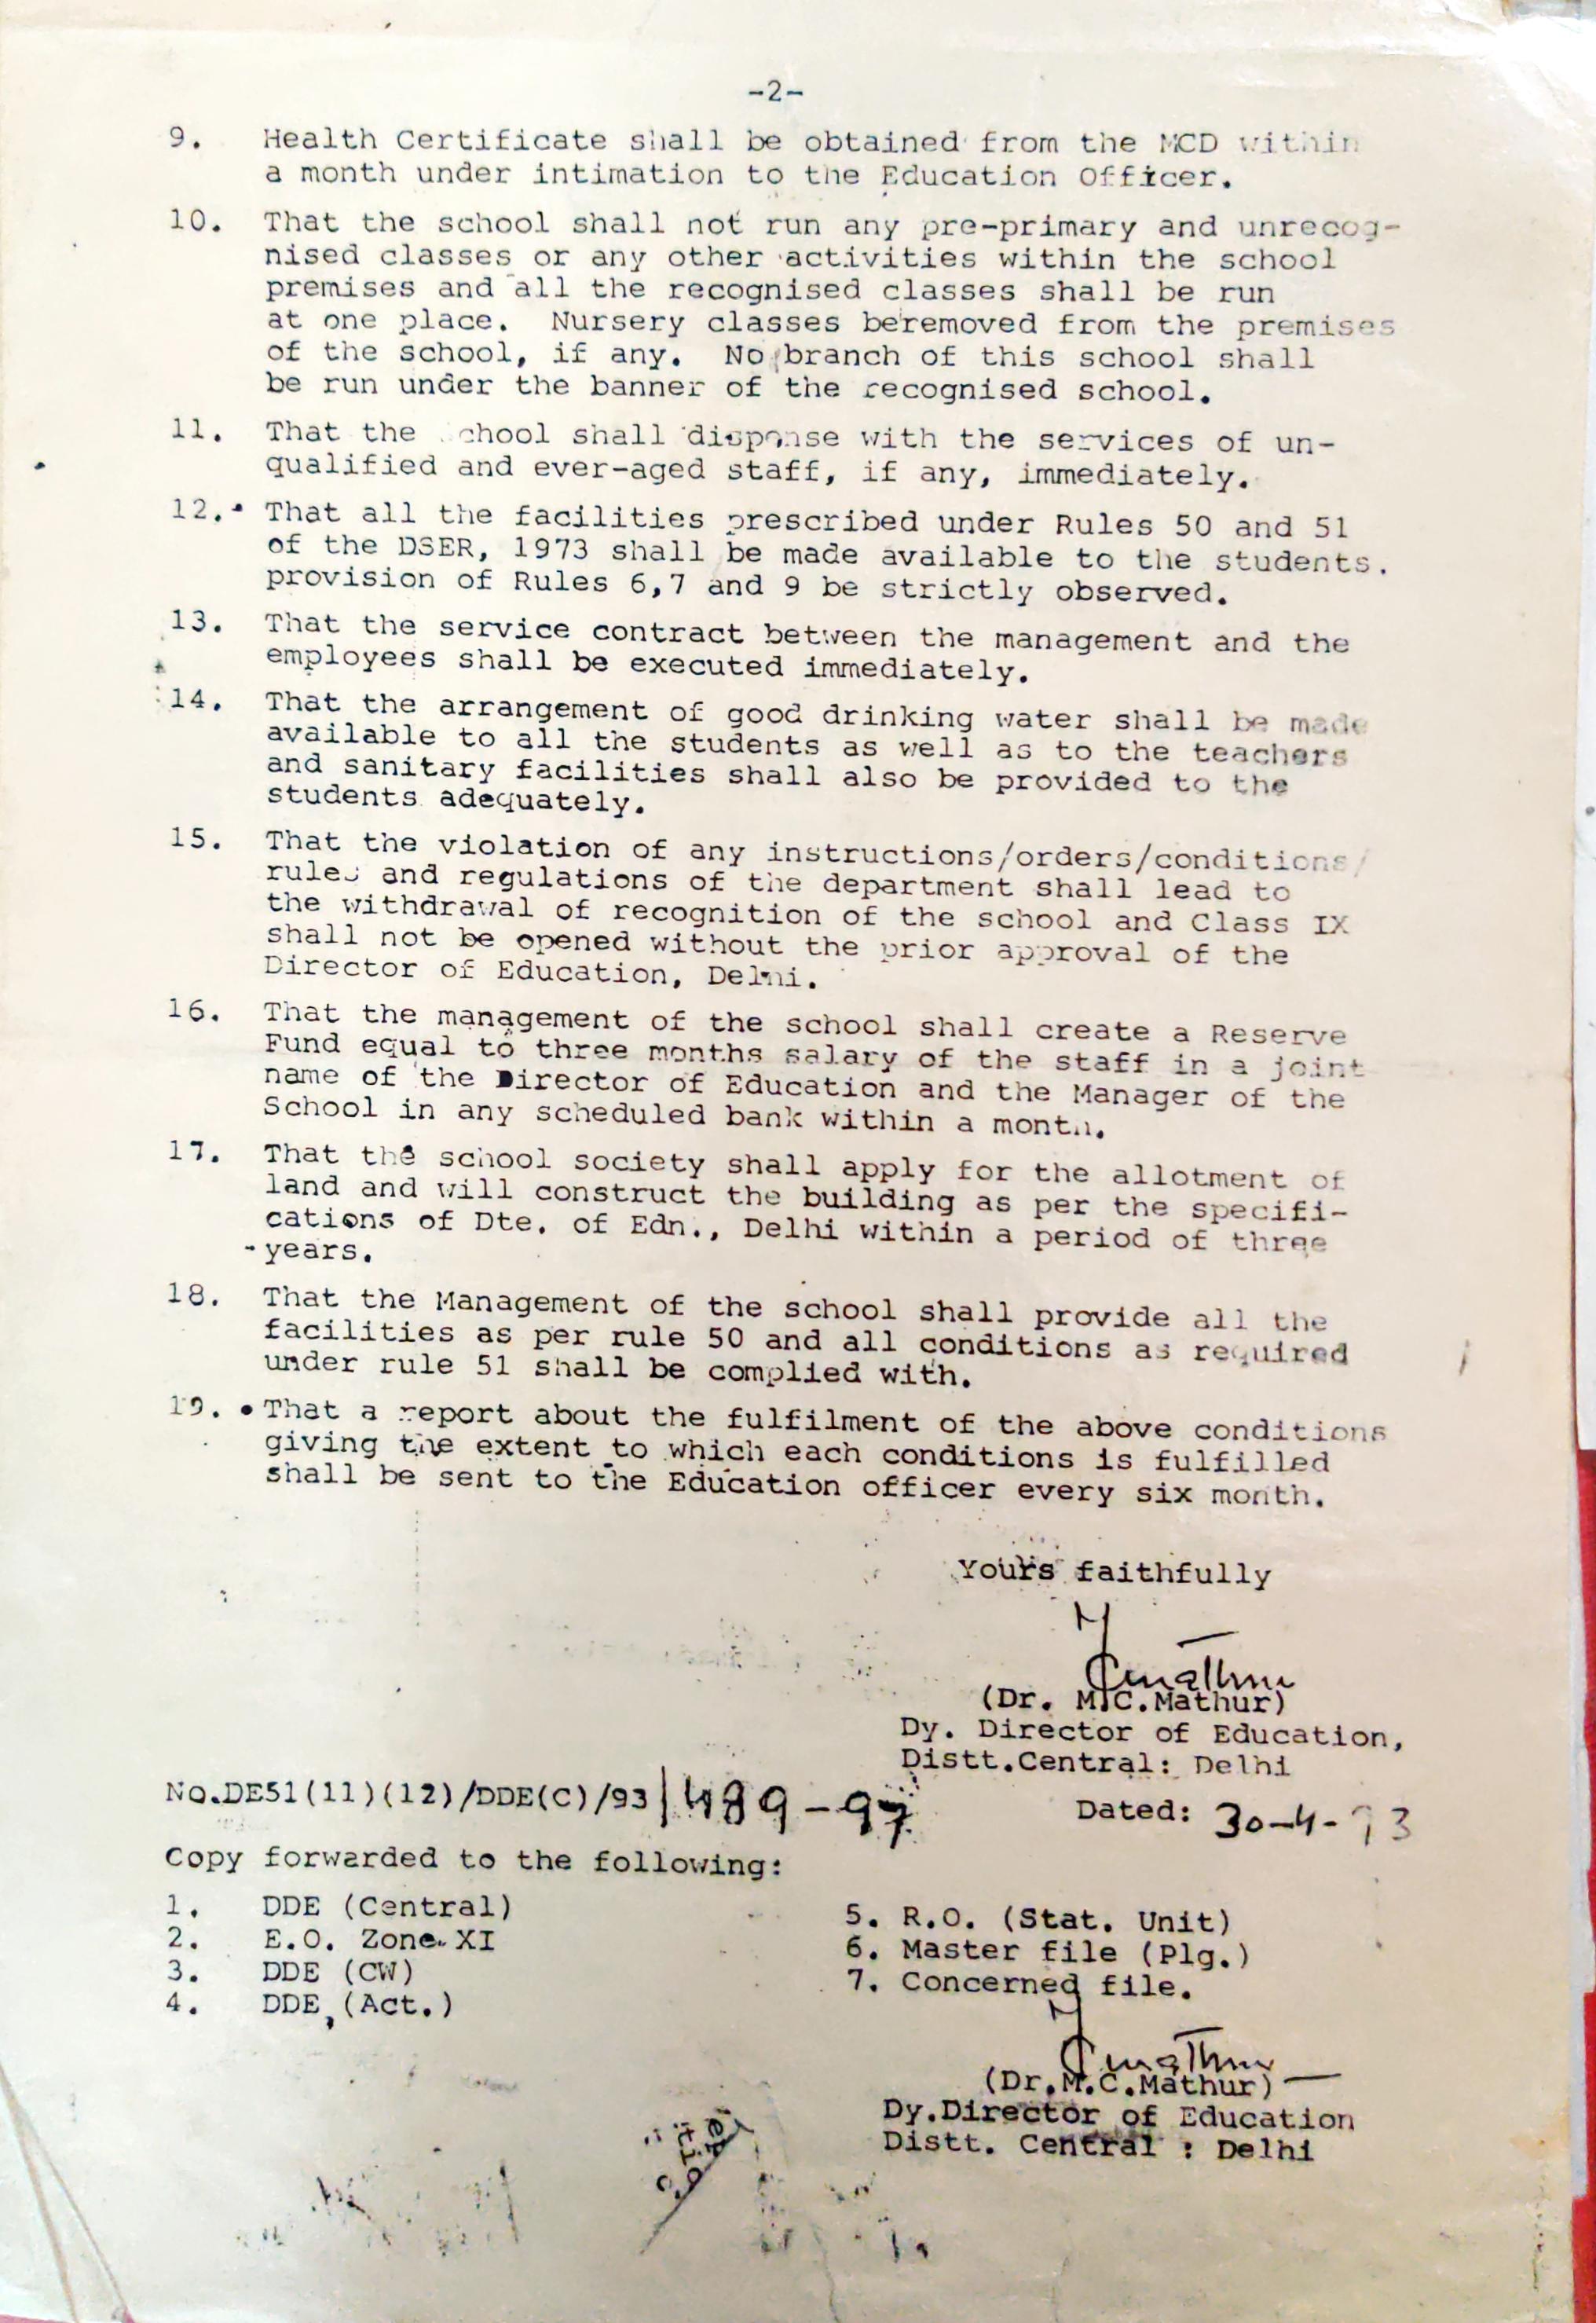 -2-
9. Health Certificate shall be obtained from the MCD within
a month under intimation to the Education Officer.
10. That the school shall not run any pre-primary and unrecog-
nised classes or any other activities within the school
premises and all the recognised classes shall be run
at one place. Nursery classes beremoved from the premises
of the school, if any. No branch of this school shall
be run under the banner of the recognised school.
11. That the chool shall disponse with the services of un-
qualified and ever-aged staff, if any, immediately.
12. That all the facilities prescribed under Rules 50 and 51
of the DSER, 1973 shall be made available to the students.
provision of Rules 6,7 and 9 be strictly observed.
13. That the service contract between the management and the
employees shall be executed immediately.
14. That the arrangement of good drinking water shall be made
available to all the students as well as to the teachers
and sanitary facilities shall also be provided to the
students adequately.
15. That the violation of any instructions/orders/conditions/
rules and regulations of the department shall lead to
the withdrawal of recognition of the school and Class IX
shall not be opened without the prior approval of the
Director of Education, Delhi.
16. That the management of the school shall create a Reserve
Fund equal to three months salary of the staff in a joint
name of the Director of Education and the Manager of the
School in any scheduled bank within a month.
17. That the school society shall apply for the allotment of
land and will construct the building as per the specifi-
cations of Dte. of Edn., Delhi within a period of three
-years.
18. That the Management of the school shall provide all the
facilities as per rule 50 and all conditions as required
under rule 51 shall be complied with.
19. That a report about the fulfilment of the above conditions
giving the extent to which each conditions is fulfilled
shall be sent to the Education officer every six month.
Yours faithfully
(Dr. M.C.Mathur)
Dy. Director of Education,
Distt.Central: Delhi
No.DE51(11)(12)/DDE(C)/93/489-97
Dated: 30-4-93
Copy forwarded to the following:
1. DDE (Central)
2. E.O. Zone-XI
3. DDE (CW)
4. DDE (Act.)
5. R.O. (Stat. Unit)
6. Master file (Plg.)
7. Concerned file.
(Dr.M.C.Mathur)
Dy.Director of Education
Distt. Central : Delhi